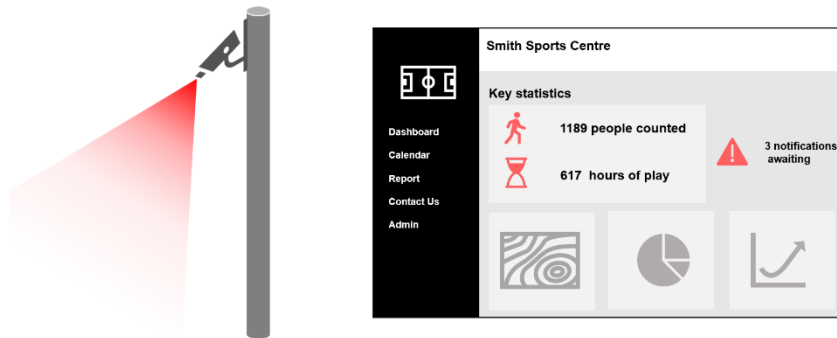 Smith Sports Centre
Key statistics
Dashboard
Calendar
Report
Contact Us
Admin
1189 people counted
617 hours of play
3 notifications
awaiting